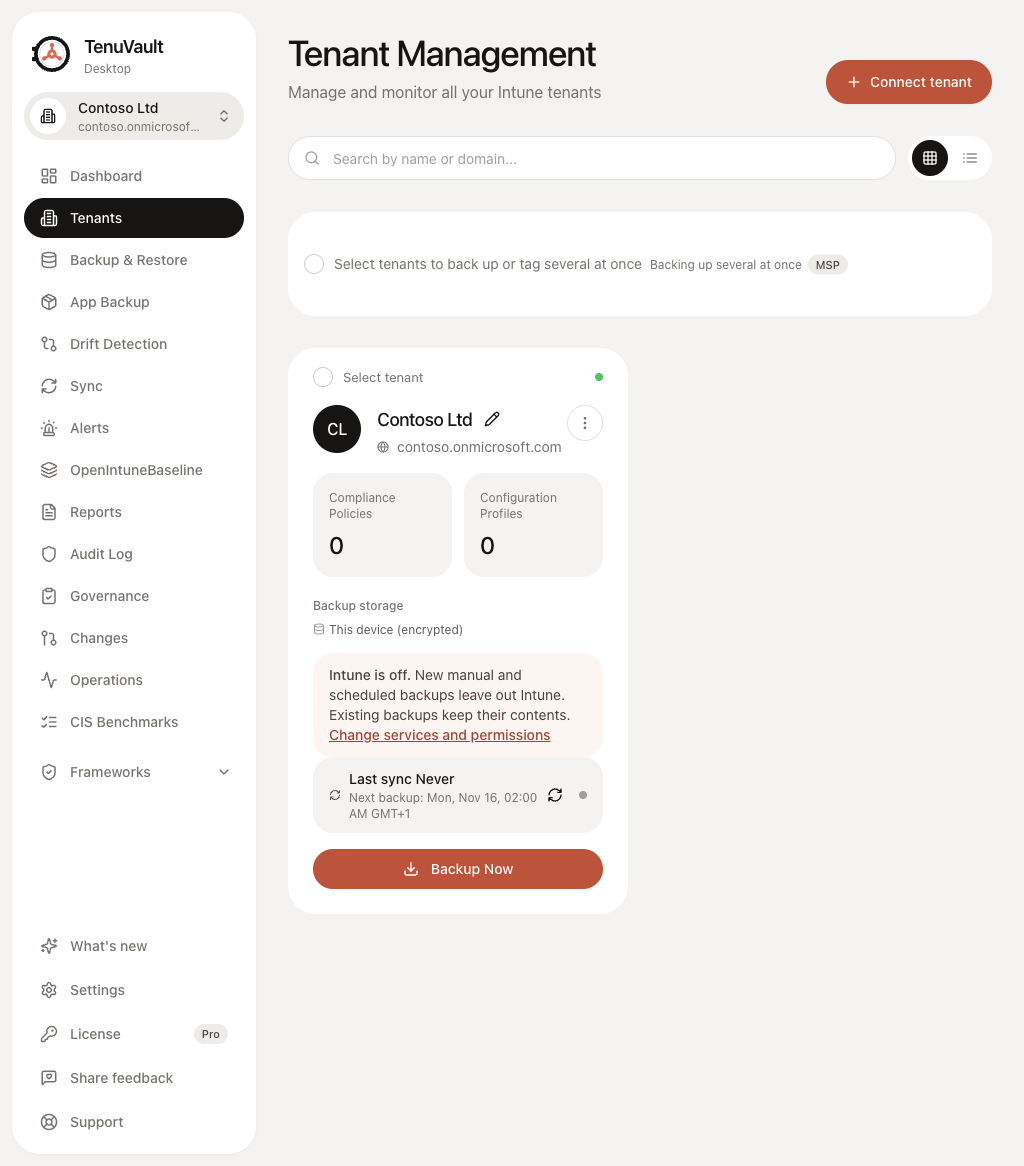 TenuVault
Desktop
Contoso Ltd
contoso.onmicrosof...
Dashboard
Tenants
Backup & Restore
App Backup
Drift Detection
Sync
Alerts
OpenIntuneBaseline
Reports
Audit Log
Governance
Changes
Operations
CIS Benchmarks
Frameworks
What's new
Settings
License
Pro
Share feedback
Support
Tenant Management
Manage and monitor all your Intune tenants
Connect tenant
Search by name or domain...
Select tenants to back up or tag several at once Backing up several at once MSP
Select tenant
CL
Contoso Ltd
contoso.onmicrosoft.com
Compliance
Policies
0
Configuration
Profiles
0
Backup storage
This device (encrypted)
Intune is off. New manual and
scheduled backups leave out Intune.
Existing backups keep their contents.
Change services and permissions
Last sync Never
Next backup: Mon, Nov 16, 02:00
AM GMT+1
Backup Now